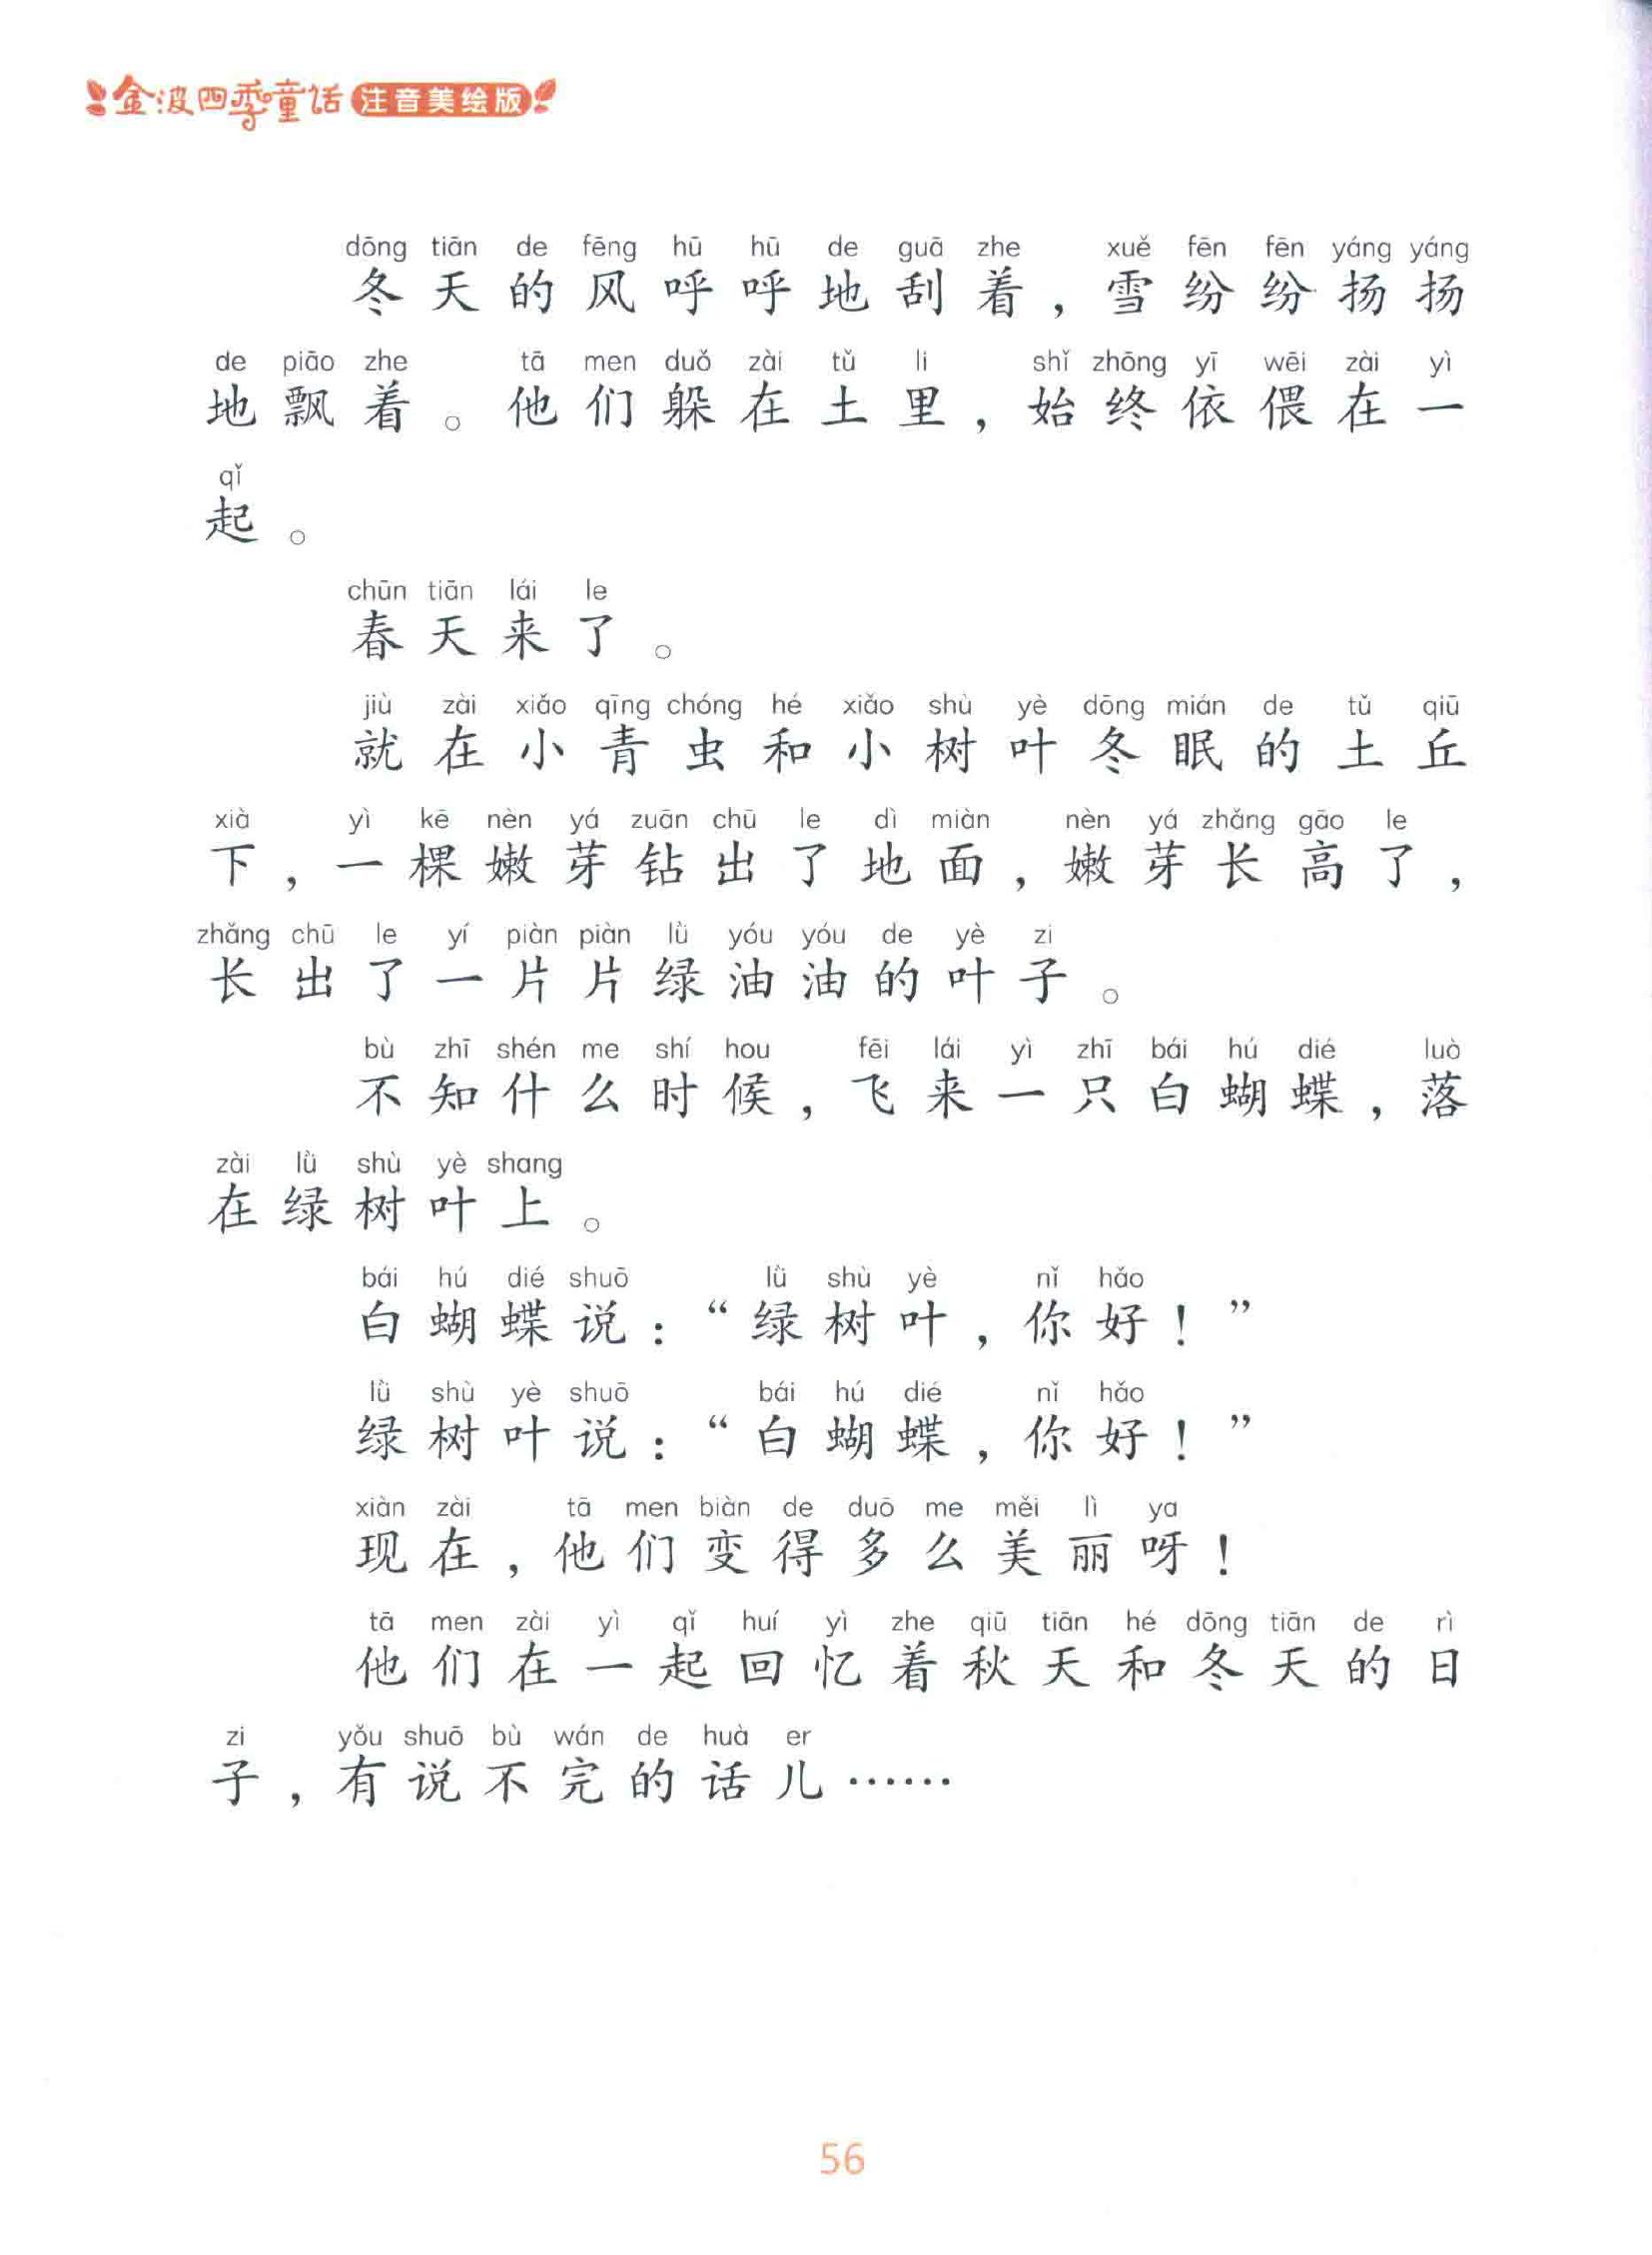 金波四季童话 注音美绘版
dōng tiān de fēng hū hū de guā zhe xuě fēn fēn yáng yáng
冬天的风呼呼地刮着，雪纷纷扬扬
de piāo zhe tā men duǒ zài tǔ li shǐ zhōng yī wēi zài yì
地飘着。他们躲在土里，始终依偎在一
qǐ
起。
chūn tiān lái le
春天来了。
jiù zài xiǎo qīng chóng hé xiǎo shù yè dōng mián de tǔ qiū
就在小青虫和小树叶冬眠的土丘
xià yì kē nèn yá zuān chū le dì miàn nèn yá zhǎng gāo le
下，一棵嫩芽钻出了地面，嫩芽长高了，
zhǎng chū le yí piàn piàn lǜ yóu yóu de yè zi
长出了一片片绿油油的叶子。
bù zhī shén me shí hou fēi lái yì zhī bái hú dié luò
不知什么时候，飞来一只白蝴蝶，落
zài lǜ shù yè shang
在绿树叶上。
bái hú dié shuō lǜ shù yè nǐ hǎo
白蝴蝶说：“绿树叶，你好！”
lǜ shù yè shuō bái hú dié nǐ hǎo
绿树叶说：“白蝴蝶，你好！”
xiàn zài tā men biàn de duō me měi lì ya
现在，他们变得多么美丽呀！
tā men zài yì qǐ huí yì zhe qiū tiān hé dōng tiān de rì
他们在一起回忆着秋天和冬天的日
zi yǒu shuō bù wán de huà er
子，有说不完的话儿……
56